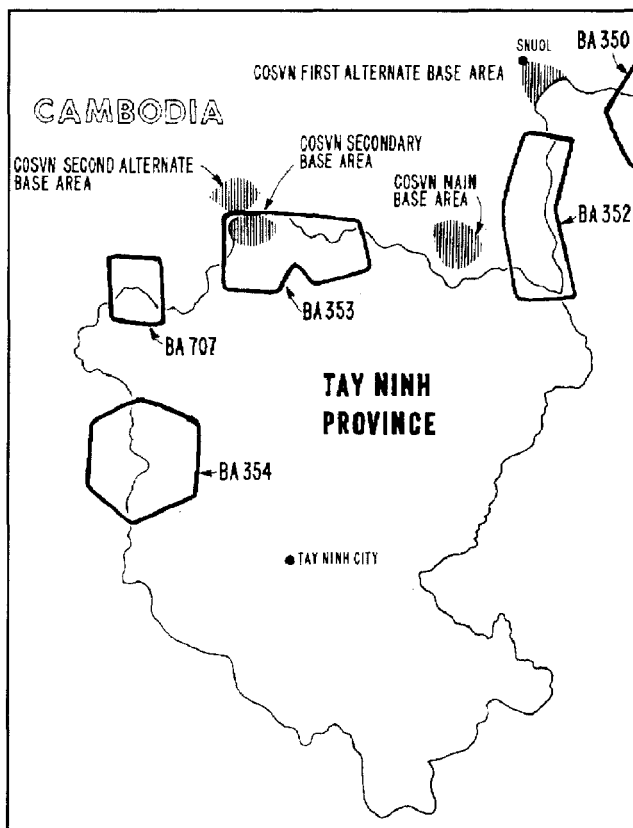 SNUOL
BA 350
COSVN FIRST ALTERNATE BASE AREA
CAMBODIA
COSVN SECONDARY
BASE AREA
COSVN SECOND ALTERNATE
BASE AREA
COSVN MAIN
BASE AREA
BA 352
BA 353
BA 707
TAY NINH
PROVINCE
BA 354
TAY NINH CITY